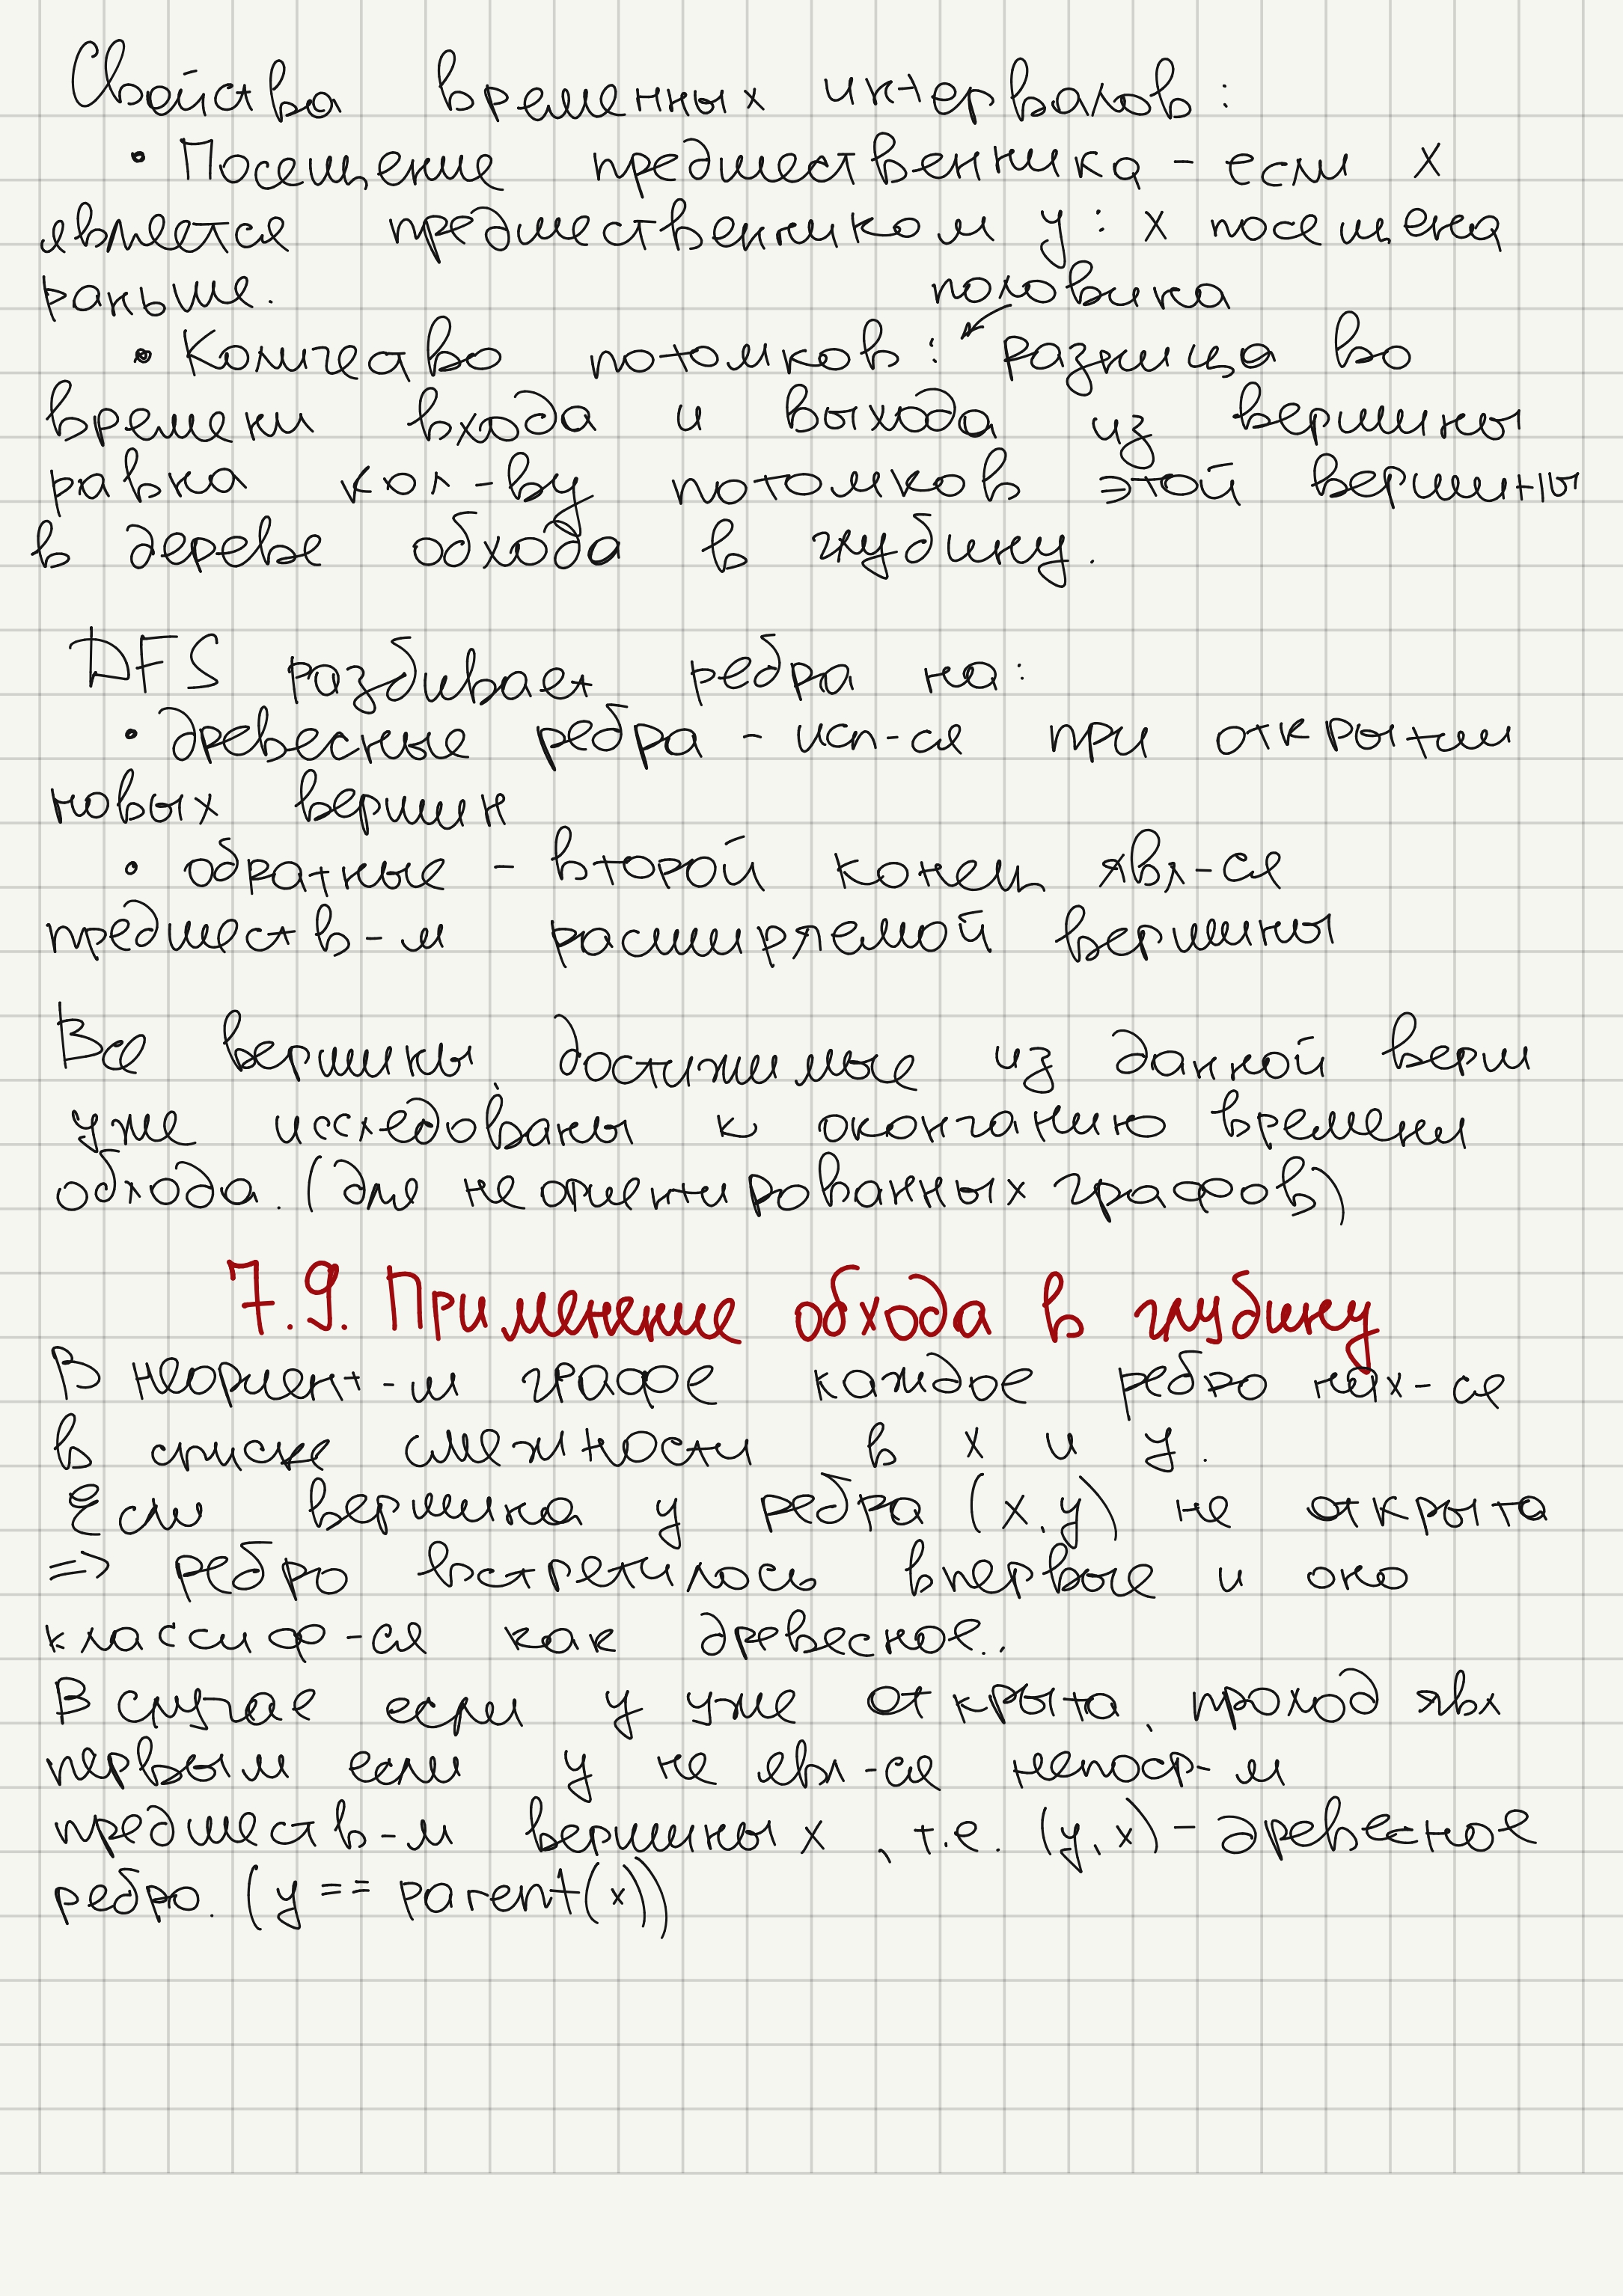 Свойства временных интервалов:
• Посещение предшественника - если x
является предшественником y: x посещена
раньше.
половина
• Количество потомков: разница во
времени входа и выхода из вершины
равна кол-ву потомков этой вершины
в дереве обхода в глубину.
DFS разбивает ребра на:
• древесные ребра - исп-ся при открытии
новых вершин
• обратные - второй конец явл-ся
предшеств-м расширяемой вершины
Все вершины, достижимые из данной верш
уже исследованы к окончанию времени
обхода. (для неориентированных графов)
7.9. Применение обхода в глубину
В неориент-м графе каждое ребро нах-ся
в списке смежности в x и y.
Если вершина y ребра (x,y) не открыта
=> ребро встретилось впервые и оно
классиф-ся как древесное..
В случае если y уже открыта, проход явл
первым если y не явл-ся непоср-м
предшеств-м вершины x, т.е. (y,x) - древесное
ребро. (y == parent(x))